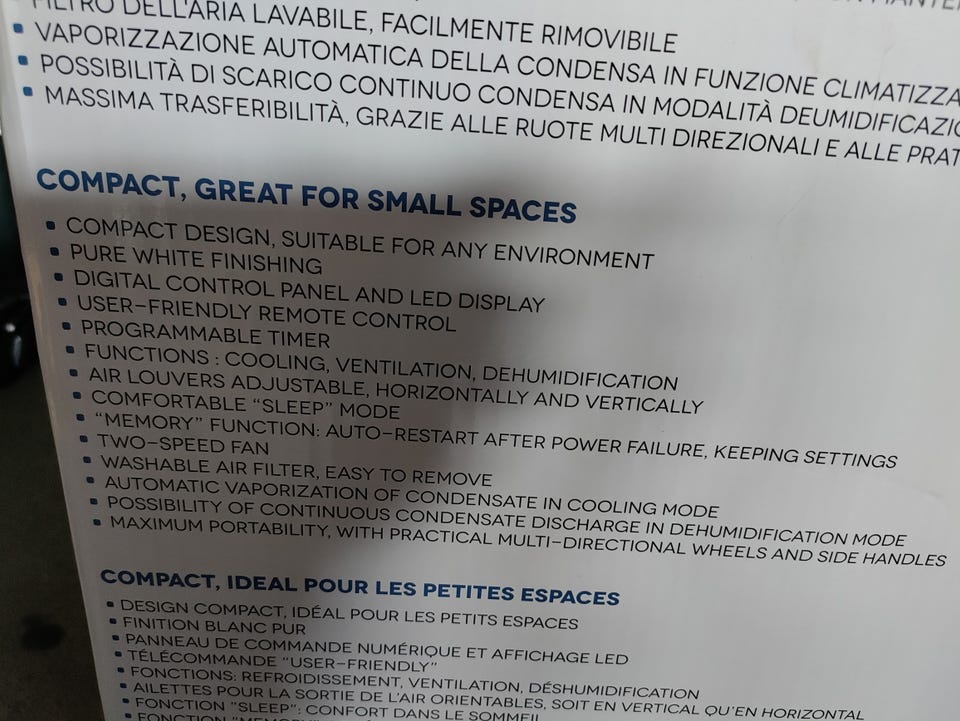 FILTRO DELL'ARIA LAVABILE, FACILMENTE RIMOVIBILE
• VAPORIZZAZIONE AUTOMATICA DELLA CONDENSA IN FUNZIONE CLIMATIZZA
• POSSIBILITÀ DI SCARICO CONTINUO CONDENSA IN MODALITÀ DEUMIDIFICAZIO
• MASSIMA TRASFERIBILITÀ, GRAZIE ALLE RUOTE MULTI DIREZIONALI E ALLE PRAT
COMPACT, GREAT FOR SMALL SPACES
• COMPACT DESIGN, SUITABLE FOR ANY ENVIRONMENT
• PURE WHITE FINISHING
• DIGITAL CONTROL PANEL AND LED DISPLAY
• USER-FRIENDLY REMOTE CONTROL
• PROGRAMMABLE TIMER
• FUNCTIONS : COOLING, VENTILATION, DEHUMIDIFICATION
• AIR LOUVERS ADJUSTABLE, HORIZONTALLY AND VERTICALLY
• COMFORTABLE “SLEEP” MODE
• “MEMORY” FUNCTION: AUTO-RESTART AFTER POWER FAILURE, KEEPING SETTINGS
• TWO-SPEED FAN
• WASHABLE AIR FILTER, EASY TO REMOVE
• AUTOMATIC VAPORIZATION OF CONDENSATE IN COOLING MODE
• POSSIBILITY OF CONTINUOUS CONDENSATE DISCHARGE IN DEHUMIDIFICATION MODE
• MAXIMUM PORTABILITY, WITH PRACTICAL MULTI-DIRECTIONAL WHEELS AND SIDE HANDLES
COMPACT, IDEAL POUR LES PETITES ESPACES
• DESIGN COMPACT, IDÉAL POUR LES PETITS ESPACES
• FINITION BLANC PUR
• PANNEAU DE COMMANDE NUMÉRIQUE ET AFFICHAGE LED
• TÉLÉCOMMANDE “USER-FRIENDLY”
• FONCTIONS: REFROIDISSEMENT, VENTILATION, DÉSHUMIDIFICATION
• AILETTES POUR LA SORTIE DE L'AIR ORIENTABLES, SOIT EN VERTICAL QU'EN HORIZONTAL
• FONCTION “SLEEP”: CONFORT DANS LE SOMMEIL